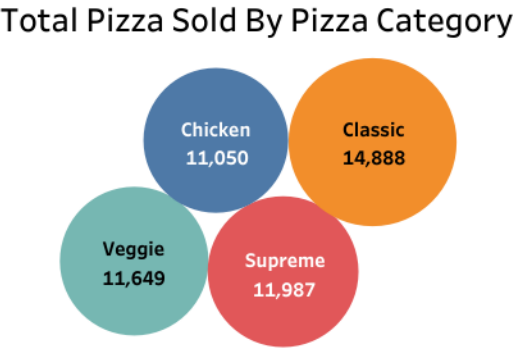 Total Pizza Sold By Pizza Category
Chicken
11,050
Classic
14,888
Veggie
11,649
Supreme
11,987